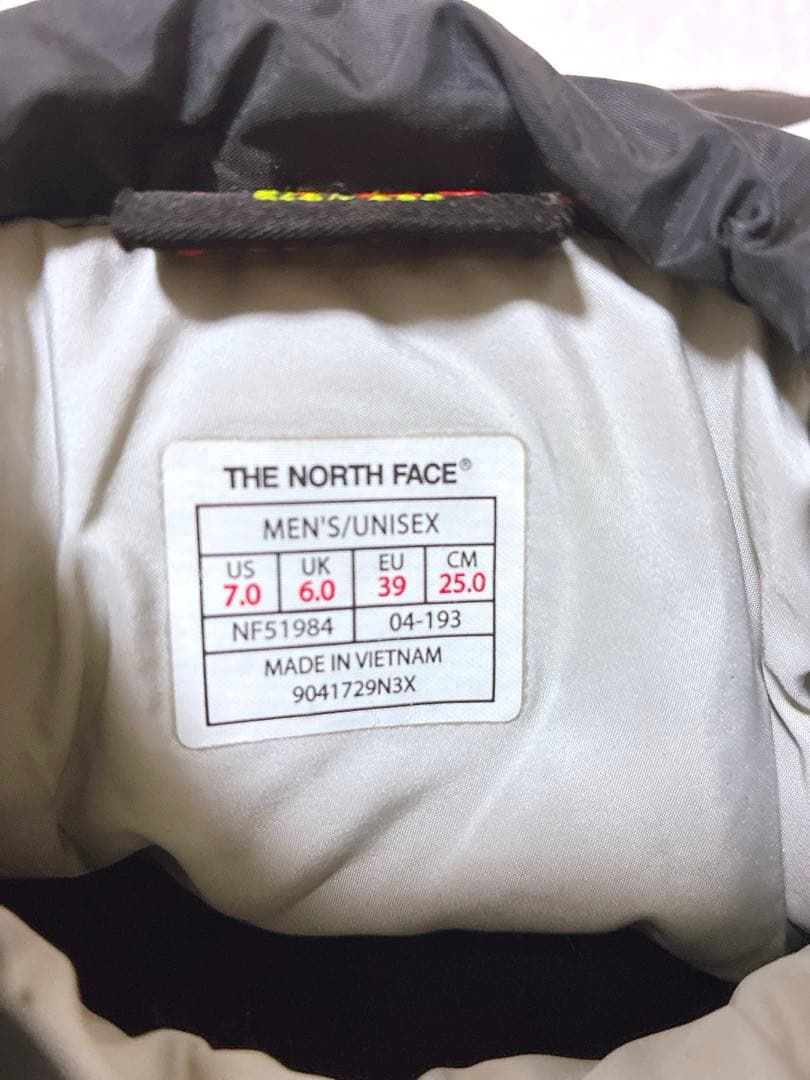 THE NORTH FACE®
MEN'S/UNISEX
US UK EU CM
7.0 6.0 39 25.0
NF51984 04-193
MADE IN VIETNAM
9041729N3X